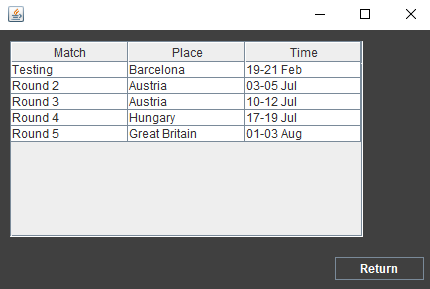 Match Place Time
Testing Barcelona 19-21 Feb
Round 2 Austria 03-05 Jul
Round 3 Austria 10-12 Jul
Round 4 Hungary 17-19 Jul
Round 5 Great Britain 01-03 Aug
Return